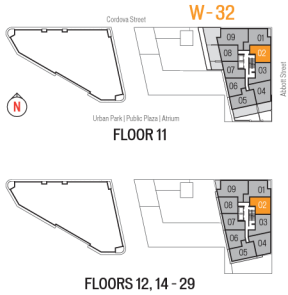 Cordova Street
W-32
09
01
08
02
07
03
06
05
04
Abbott Street
N
Urban Park | Public Plaza | Atrium
FLOOR 11
09
01
08
02
07
03
06
05
04
FLOORS 12, 14 - 29